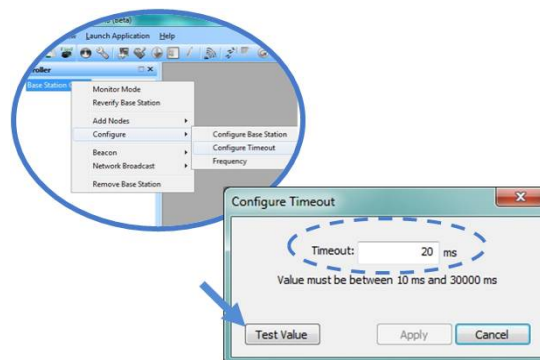 (beta)
Launch Application Help
Base Station
Monitor Mode
Reverify Base Station
Add Nodes
Configure
Beacon
Network Broadcast
Remove Base Station
Configure Base Station
Configure Timeout
Frequency
Configure Timeout
Timeout: 20 ms
Value must be between 10 ms and 30000 ms
Test Value Apply Cancel